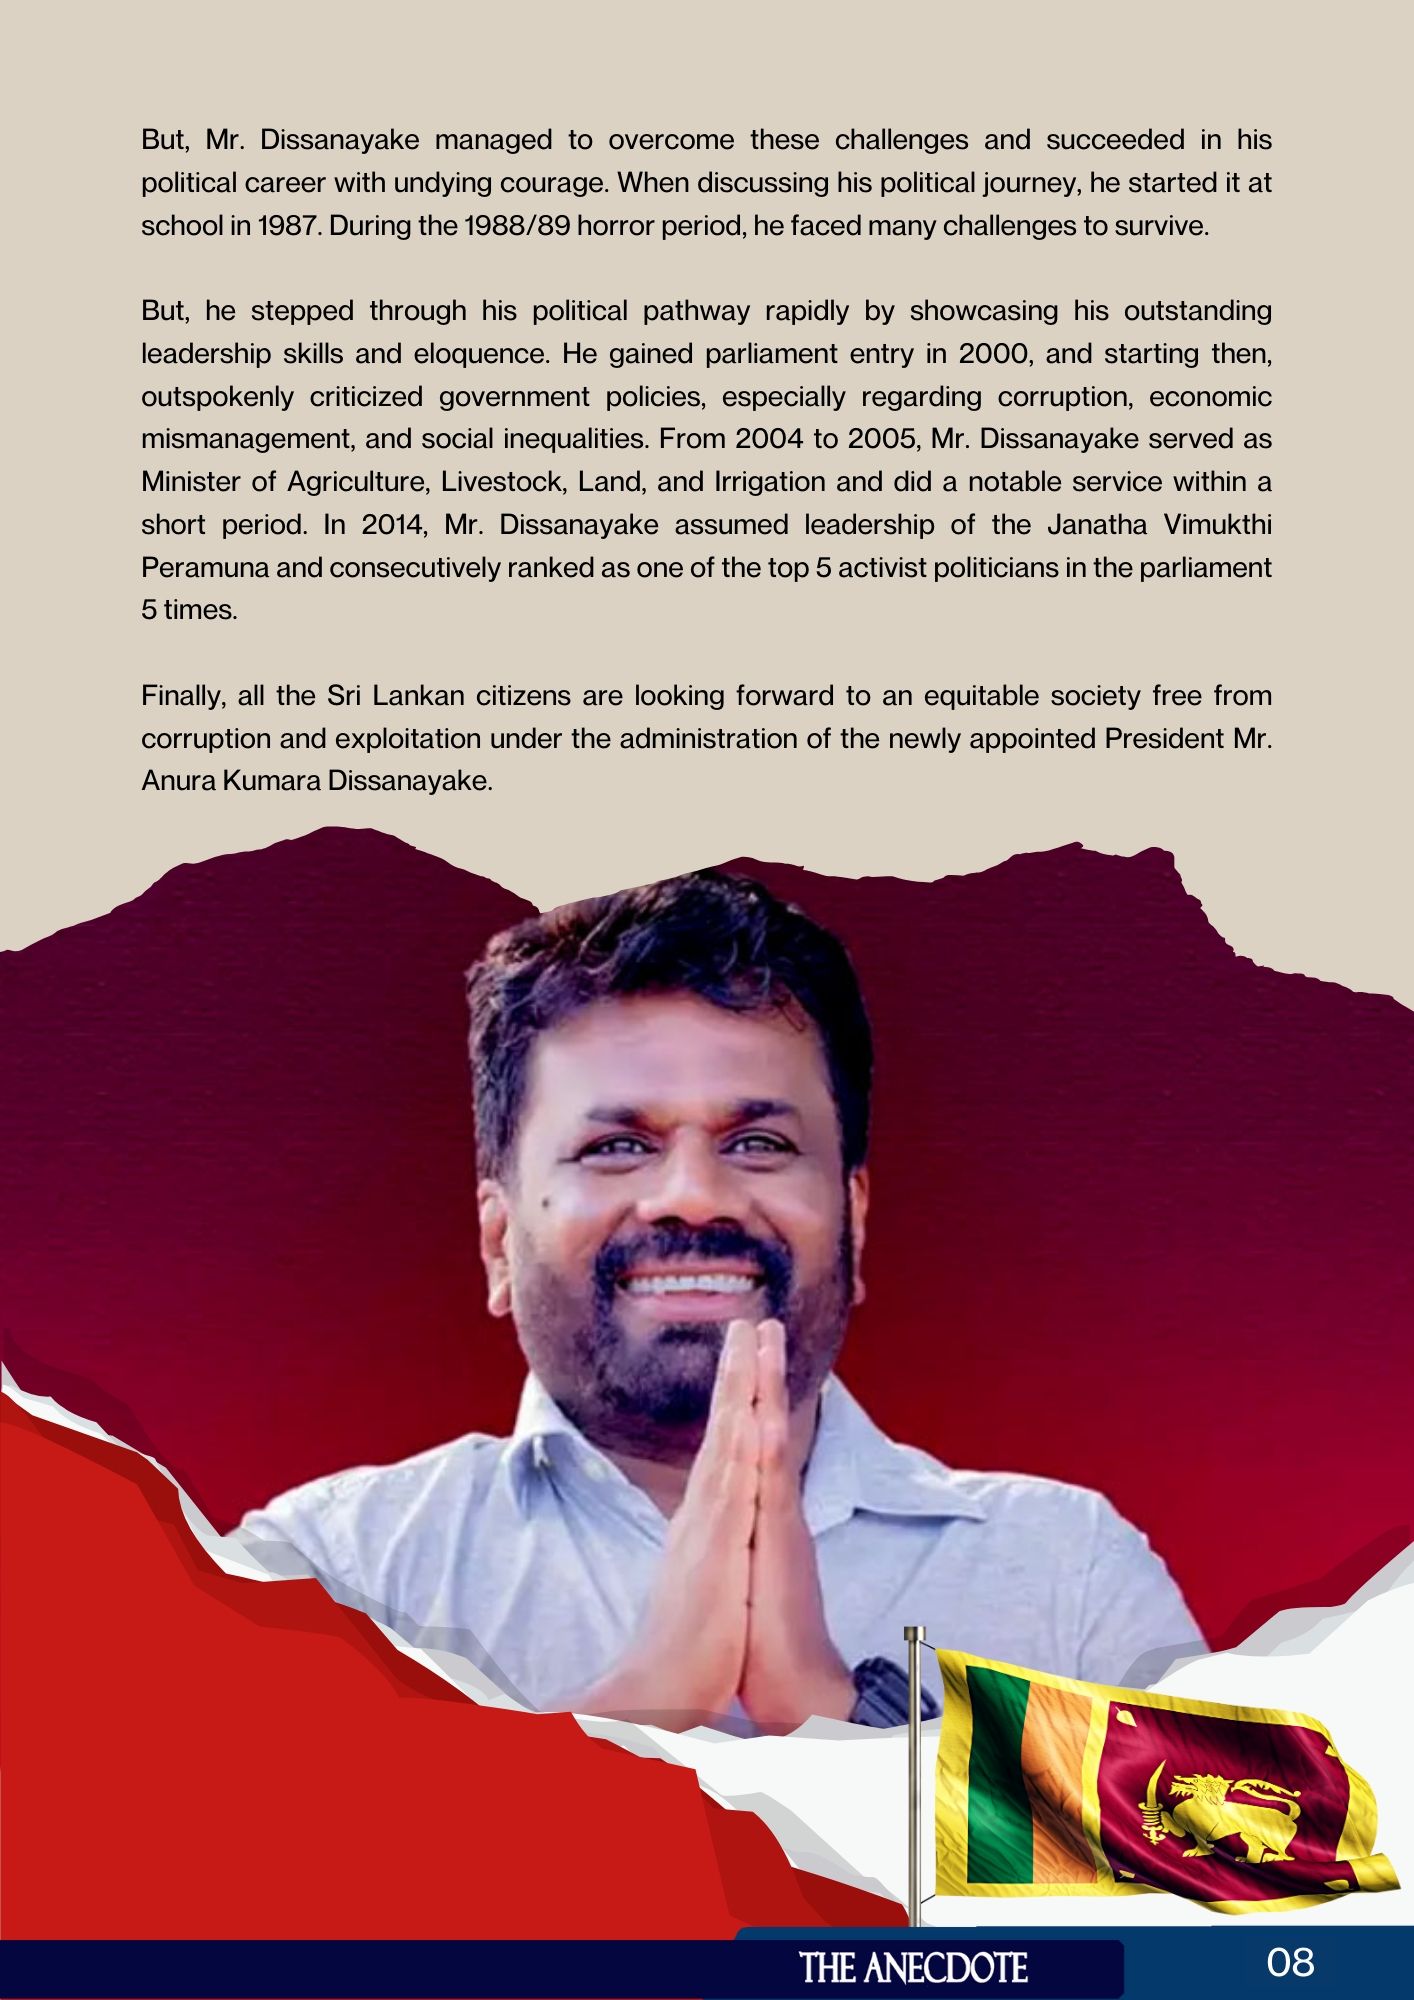 But, Mr. Dissanayake managed to overcome these challenges and succeeded in his
political career with undying courage. When discussing his political journey, he started it at
school in 1987. During the 1988/89 horror period, he faced many challenges to survive.
But, he stepped through his political pathway rapidly by showcasing his outstanding
leadership skills and eloquence. He gained parliament entry in 2000, and starting then,
outspokenly criticized government policies, especially regarding corruption, economic
mismanagement, and social inequalities. From 2004 to 2005, Mr. Dissanayake served as
Minister of Agriculture, Livestock, Land, and Irrigation and did a notable service within a
short period. In 2014, Mr. Dissanayake assumed leadership of the Janatha Vimukthi
Peramuna and consecutively ranked as one of the top 5 activist politicians in the parliament
5 times.
Finally, all the Sri Lankan citizens are looking forward to an equitable society free from
corruption and exploitation under the administration of the newly appointed President Mr.
Anura Kumara Dissanayake.
THE ANECDOTE
08